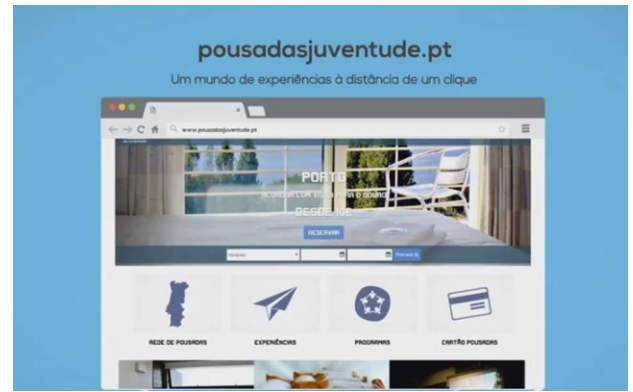 pousadasjuventude.pt
Um mundo de experiências à distância de um clique
www.pousadasjuventude.pt
PORTO
DESDE
RESERVAR
REDE DE POUSADAS
EXPERIÊNCIAS
PROGRAMAS
CARTÃO POUSADAS